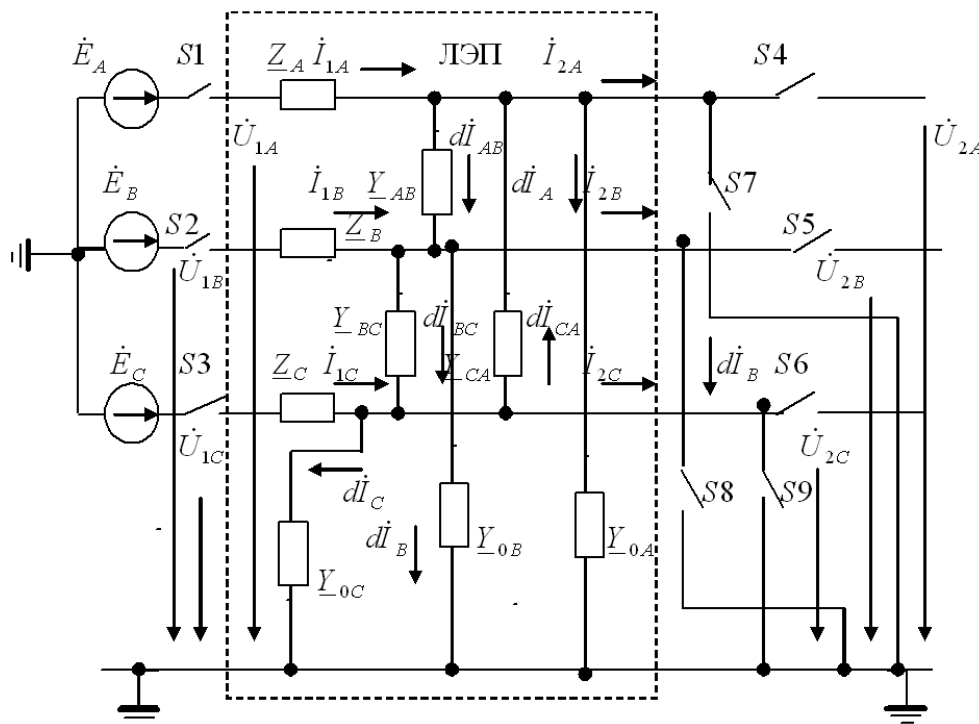 Ė_A S1 Z_A İ_1A ЛЭП İ_2A S4
U̇_1A dİ_AB U̇_2A
Ė_B İ_1B Y_AB dİ_A İ_2B S7
S2 Z_B S5
U̇_1B U̇_2B
Y_BC dİ_BC dİ_CA
Ė_C S3 Z_C İ_1C Y_CA İ_2C dİ_B S6
U̇_1C U̇_2C
dİ_C S8 S9
dİ_B Y_0B Y_0A
Y_0C